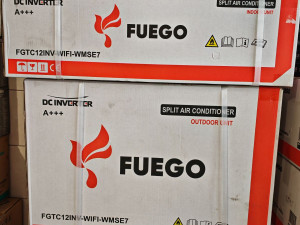 DC INVERTER
A+++
SPLIT AIR CONDITIONER
INDOOR UNIT
FUEGO
FGTC12INV-WIFI-WMSE7
DC INVERTER
A+++
SPLIT AIR CONDITIONER
OUTDOOR UNIT
FUEGO
FGTC12INV-WIFI-WMSE7